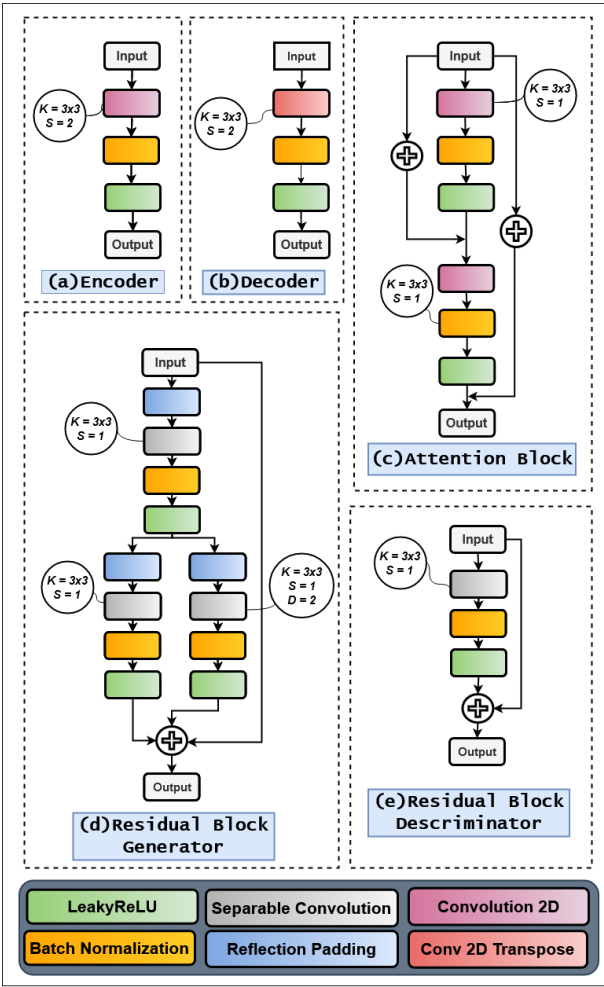 Input
K = 3x3
S = 2
Output
(a)Encoder
Input
K = 3x3
S = 2
Output
(b)Decoder
Input
K = 3x3
S = 1
K = 3x3
S = 1
Output
(c)Attention Block
Input
K = 3x3
S = 1
K = 3x3
S = 1
K = 3x3
S = 1
D = 2
Output
(d)Residual Block
Generator
Input
K = 3x3
S = 1
Output
(e)Residual Block
Descriminator
LeakyReLU
Separable Convolution
Convolution 2D
Batch Normalization
Reflection Padding
Conv 2D Transpose